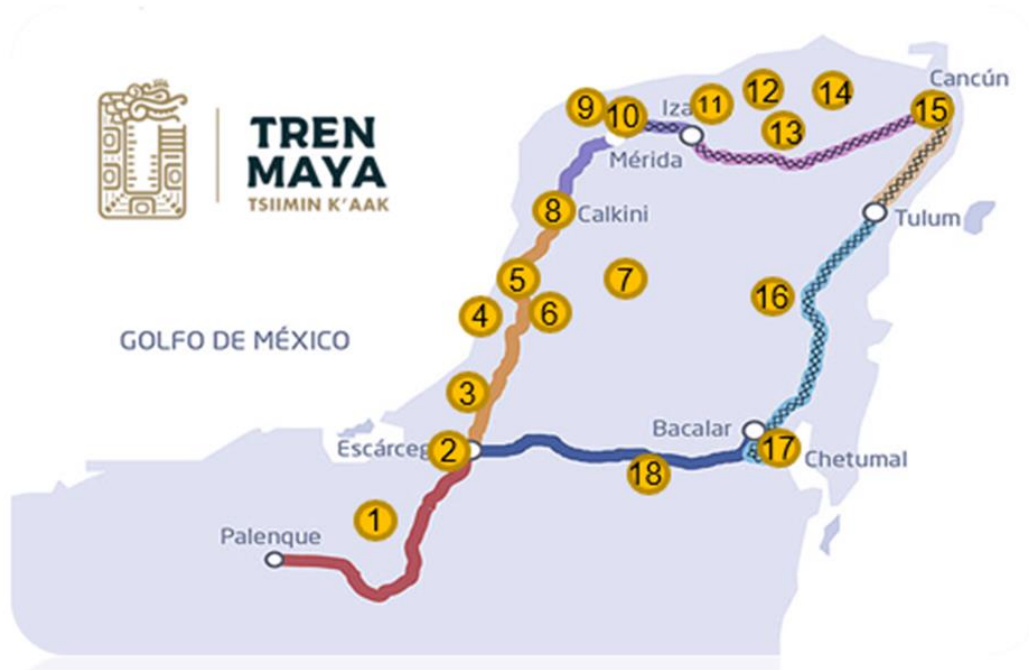 TREN
MAYA
TSIIMIN K'AAK
GOLFO DE MÉXICO
Cancún
14
12
11
9
10
Iza
15
13
Mérida
8
Calkini
Tulum
5
7
16
4
6
3
Bacalar
Escárceg
2
17
Chetumal
18
1
Palenque